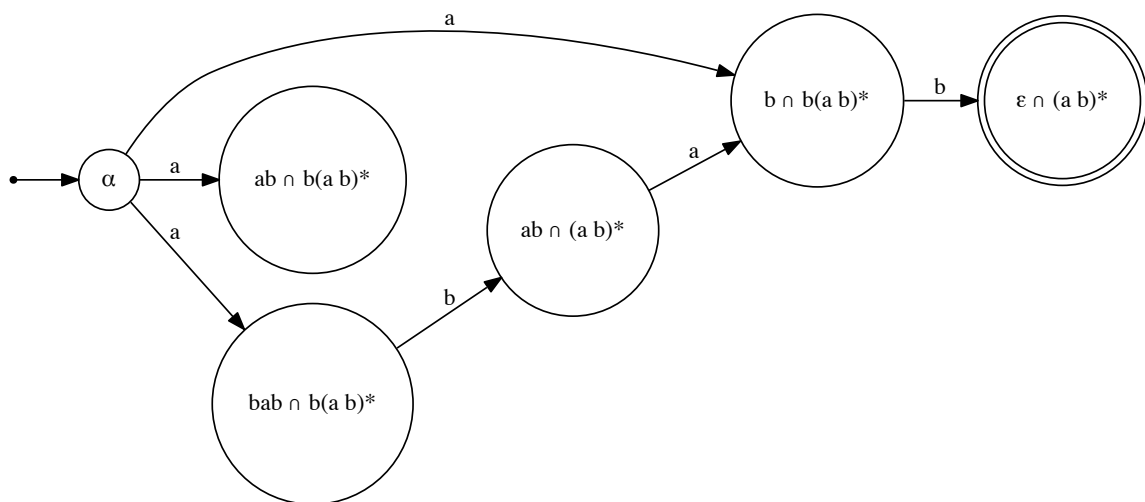 a
b ∩ b(a b)*
b
ε ∩ (a b)*
α
a
ab ∩ b(a b)*
a
ab ∩ (a b)*
a
b
bab ∩ b(a b)*